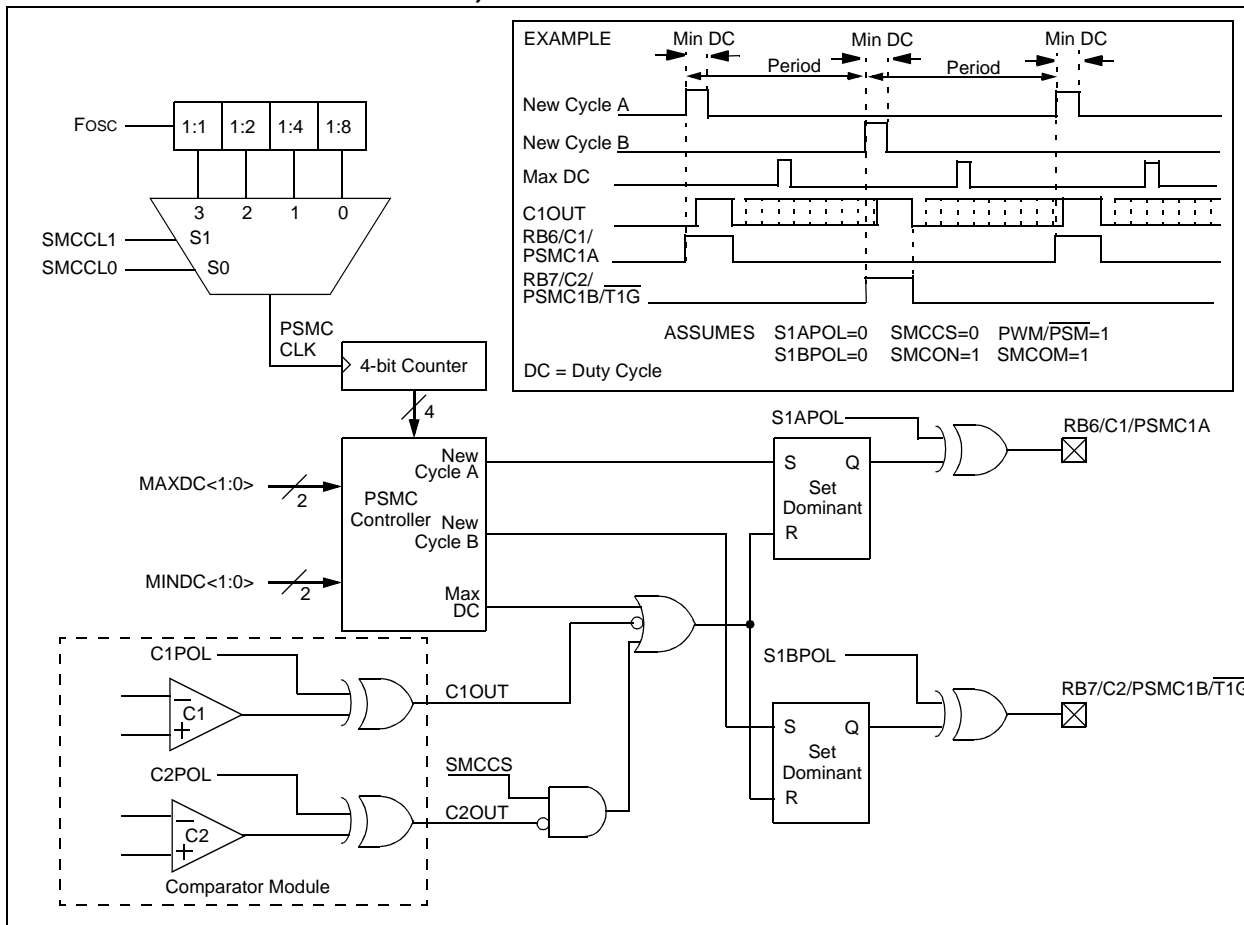 EXAMPLE
Min DC Min DC Min DC
Period Period
New Cycle A
New Cycle B
Max DC
C1OUT
RB6/C1/
PSMC1A
RB7/C2/
PSMC1B/T1G
ASSUMES S1APOL=0 SMCCS=0 PWM/PSM=1
S1BPOL=0 SMCON=1 SMCOM=1
DC = Duty Cycle
FOSC
1:1 1:2 1:4 1:8
3 2 1 0
SMCCL1
S1
SMCCL0
S0
PSMC
CLK
4-bit Counter
4
MAXDC<1:0>
2
MINDC<1:0>
2
PSMC
Controller
New
Cycle A
New
Cycle B
Max
DC
S1APOL
S Q
Set
Dominant
R
RB6/C1/PSMC1A
S1BPOL
S Q
Set
Dominant
R
RB7/C2/PSMC1B/T1G
C1POL
C1
– +
C1OUT
C2POL
C2
– +
C2OUT
SMCCS
Comparator Module